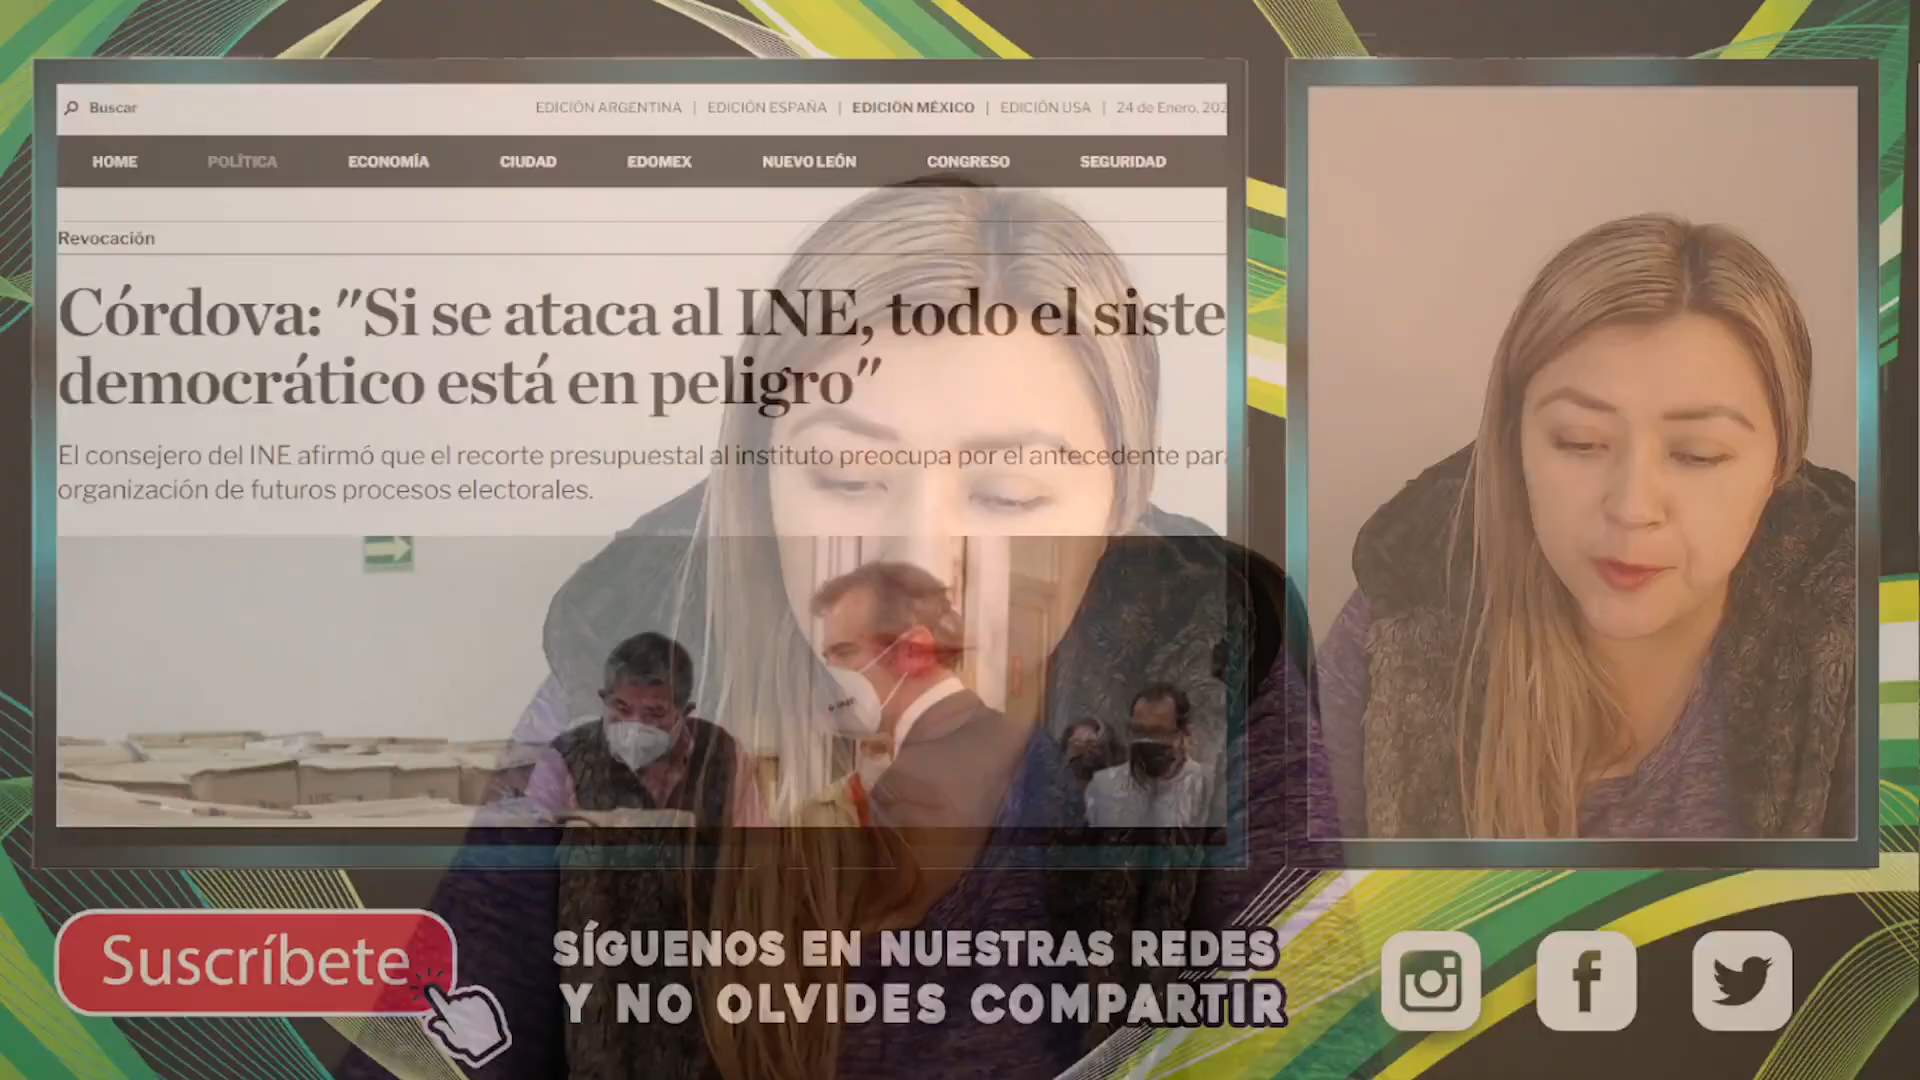 Buscar
EDICIÓN ARGENTINA | EDICIÓN ESPAÑA | EDICIÓN MÉXICO | EDICIÓN USA | 24 de Enero, 202
HOME POLÍTICA ECONOMÍA CIUDAD EDOMEX NUEVO LEÓN CONGRESO SEGURIDAD
Revocación
Córdova: "Si se ataca al INE, todo el siste
democrático está en peligro"
El consejero del INE afirmó que el recorte presupuestal al instituto preocupa por el antecedente para
organización de futuros procesos electorales.
Suscríbete
SÍGUENOS EN NUESTRAS REDES
Y NO OLVIDES COMPARTIR